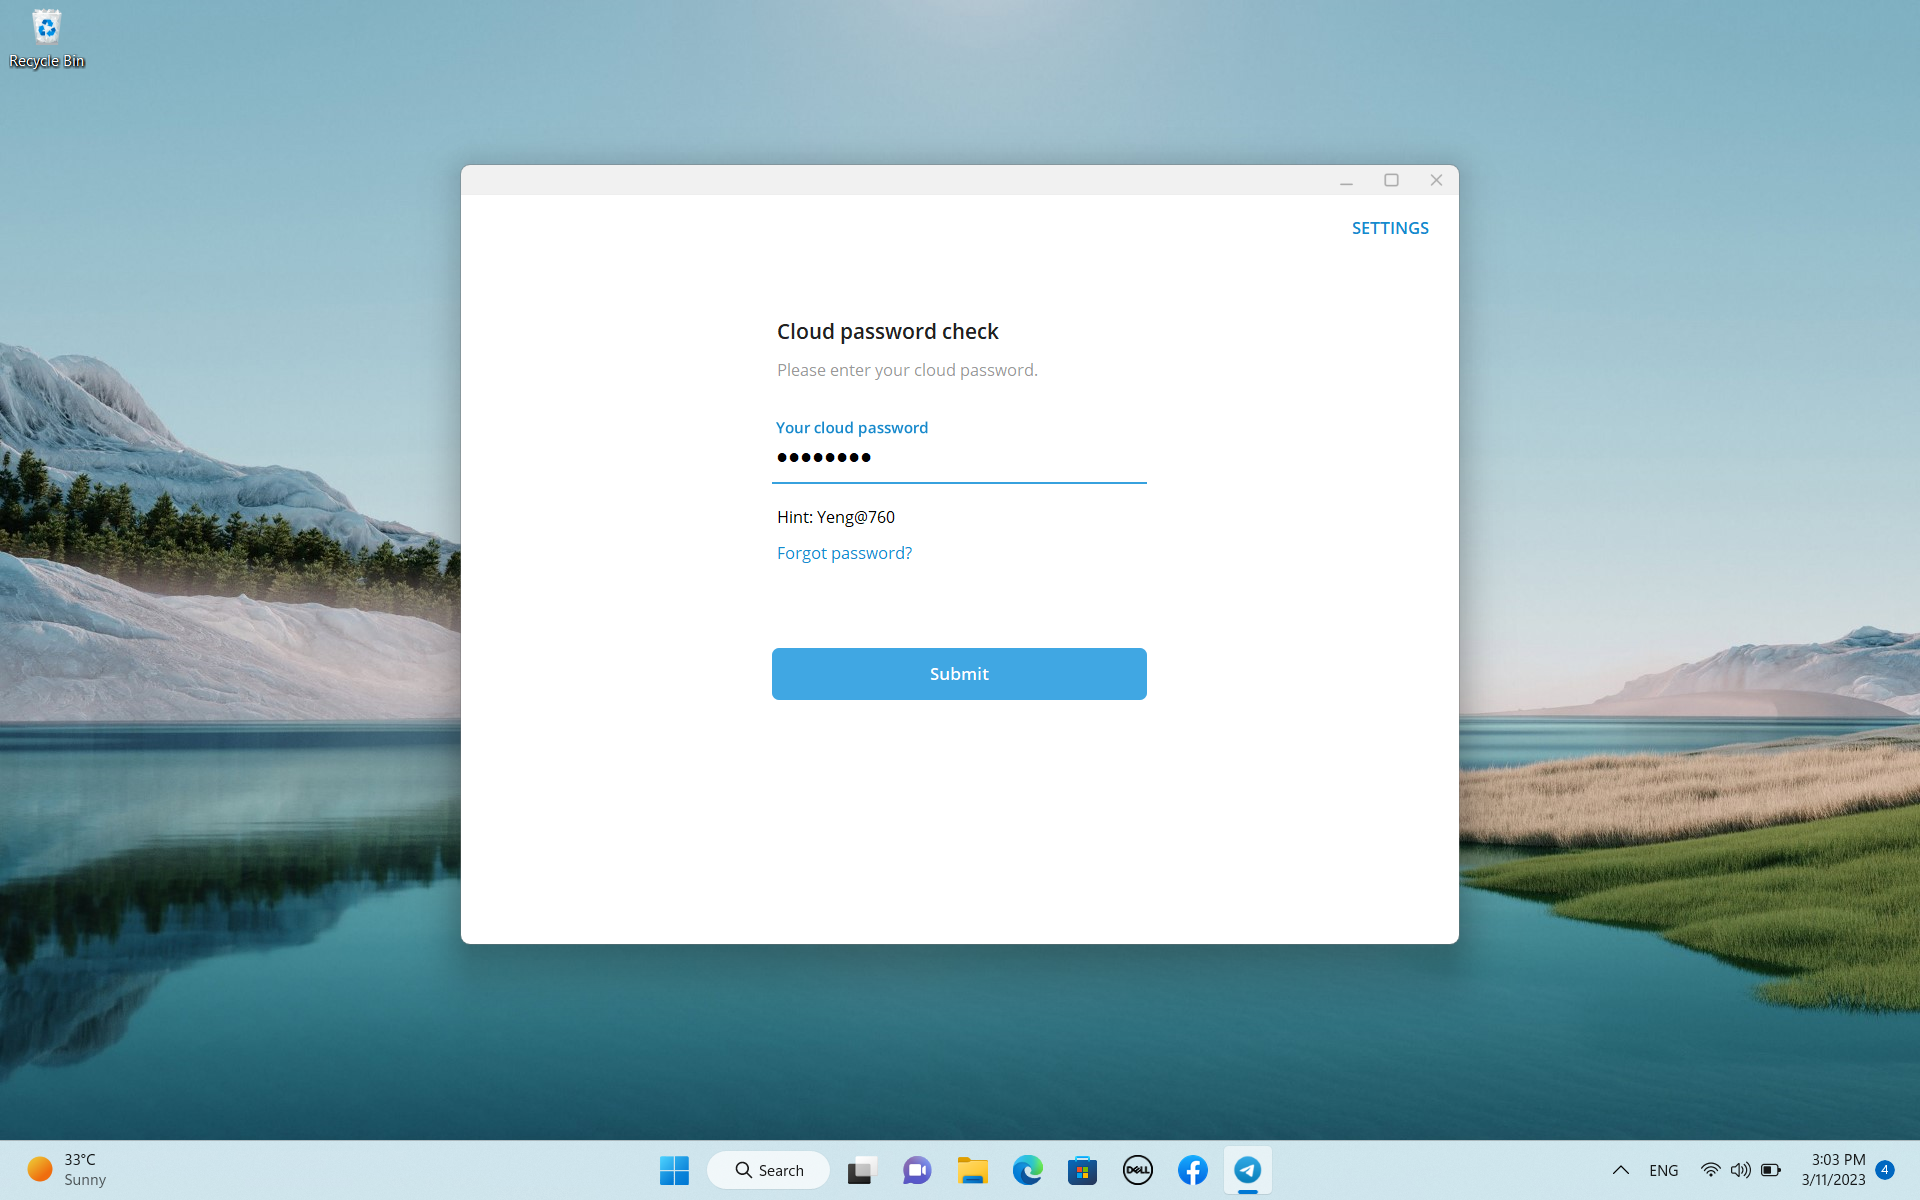 Recycle Bin
SETTINGS
Cloud password check
Please enter your cloud password.
Your cloud password
Hint: Yeng@760
Forgot password?
Submit
33°C
Sunny
Search
DELL
ENG
3:03 PM
3/11/2023
4